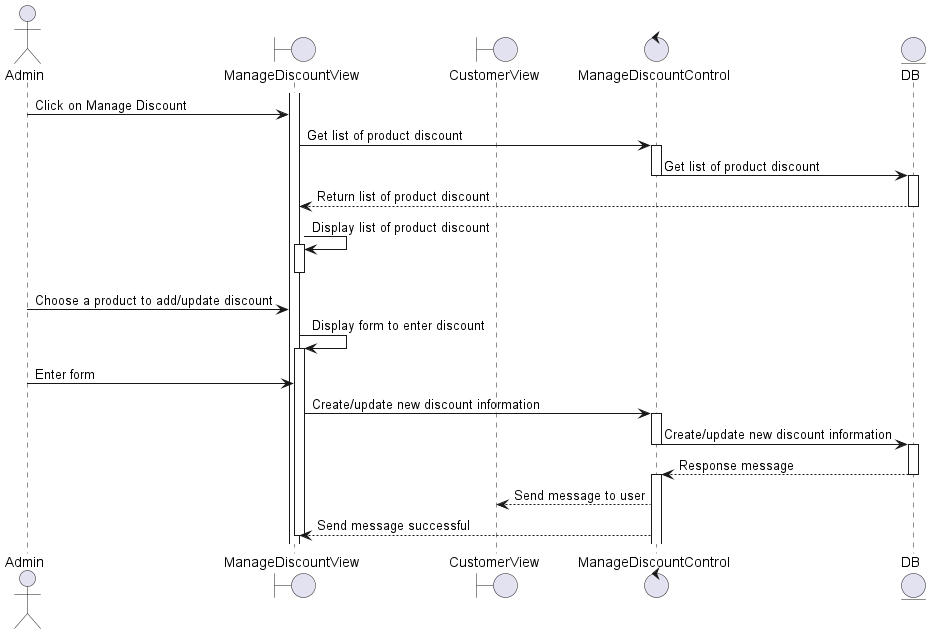 Admin
ManageDiscountView
CustomerView
ManageDiscountControl
DB
Click on Manage Discount
Get list of product discount
Get list of product discount
Return list of product discount
Display list of product discount
Choose a product to add/update discount
Display form to enter discount
Enter form
Create/update new discount information
Create/update new discount information
Response message
Send message to user
Send message successful
Admin
ManageDiscountView
CustomerView
ManageDiscountControl
DB